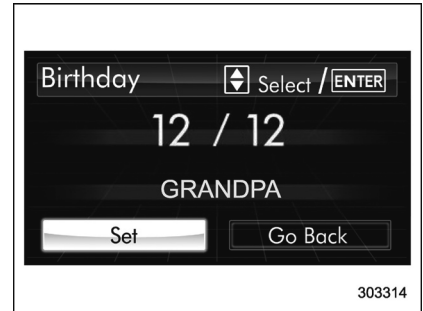 Birthday Select / ENTER
12 / 12
GRANDPA
Set Go Back
303314